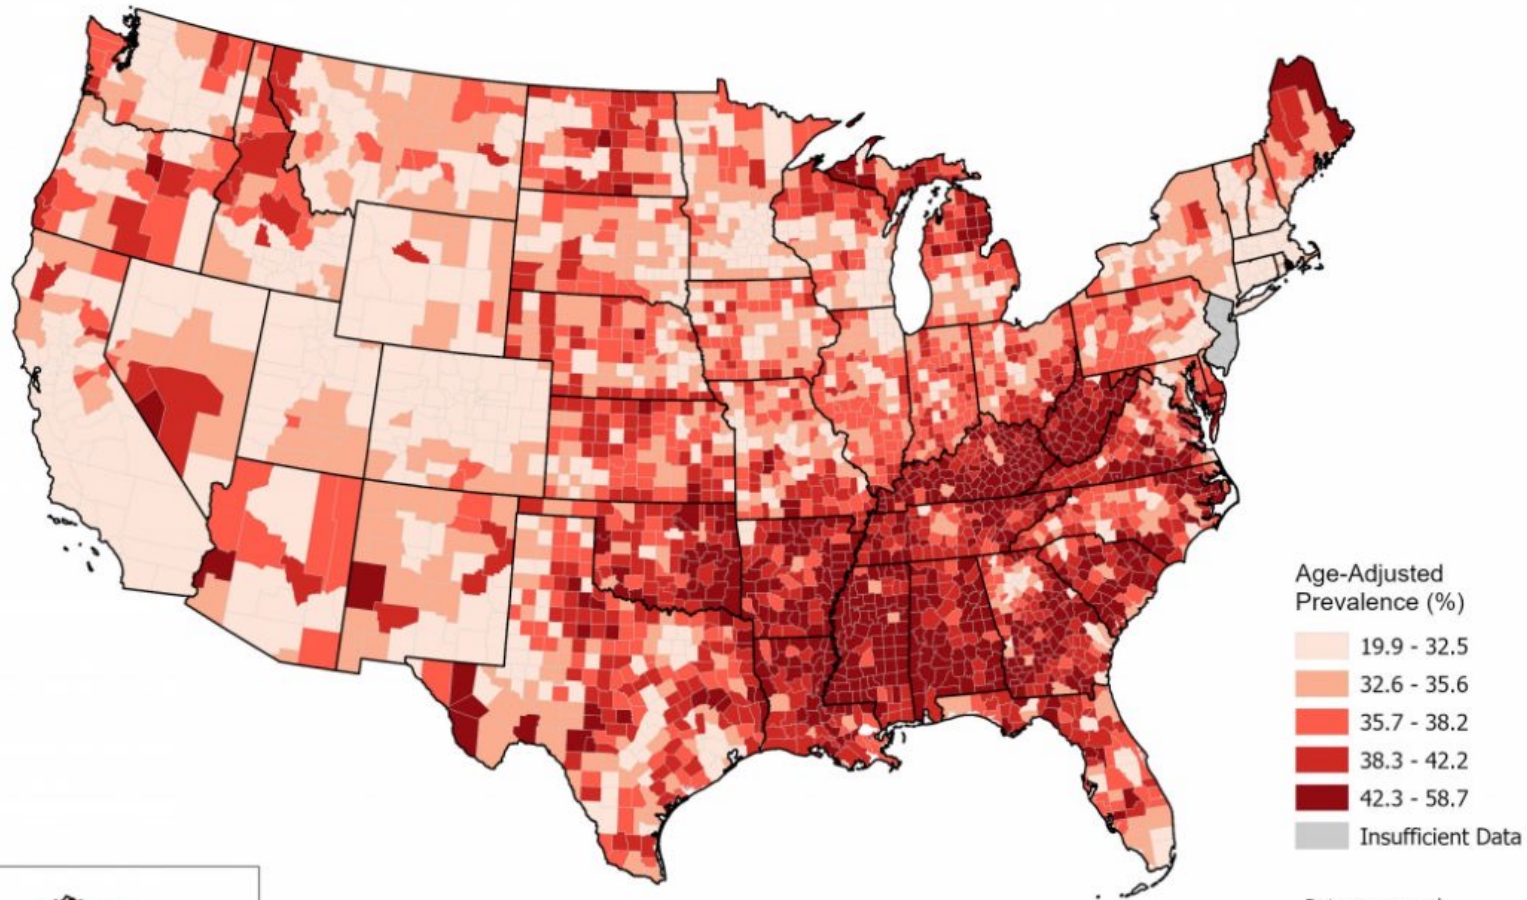 Age-Adjusted
Prevalence (%)
19.9 - 32.5
32.6 - 35.6
35.7 - 38.2
38.3 - 42.2
42.3 - 58.7
Insufficient Data